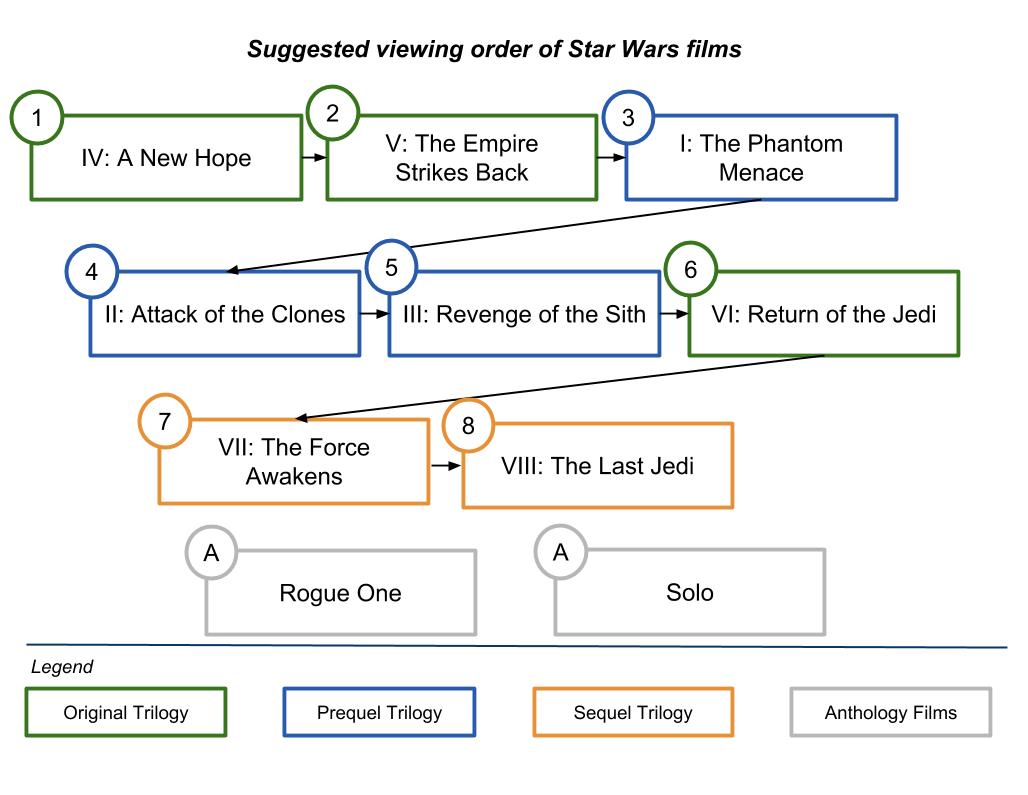 Suggested viewing order of Star Wars films
1
IV: A New Hope
2
V: The Empire
Strikes Back
3
I: The Phantom
Menace
4
II: Attack of the Clones
5
III: Revenge of the Sith
6
VI: Return of the Jedi
7
VII: The Force
Awakens
8
VIII: The Last Jedi
A
Rogue One
A
Solo
Legend
Original Trilogy
Prequel Trilogy
Sequel Trilogy
Anthology Films